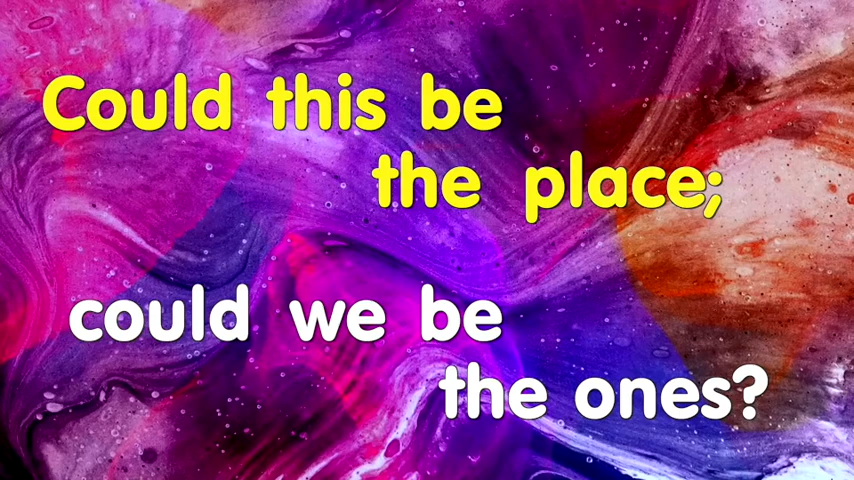 Could this be
the place;
could we be
the ones?